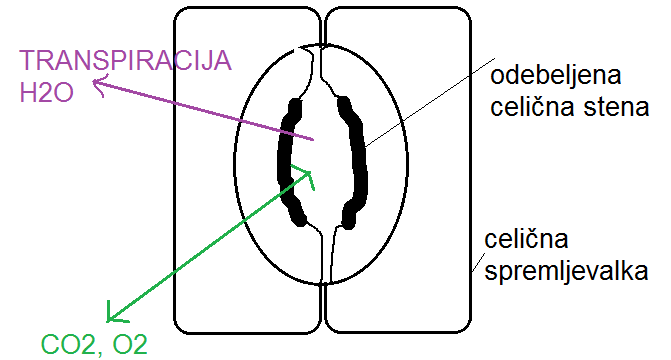 TRANSPIRACIJA
H2O
odebeljena
celična stena
celična
spremljevalka
CO2, O2